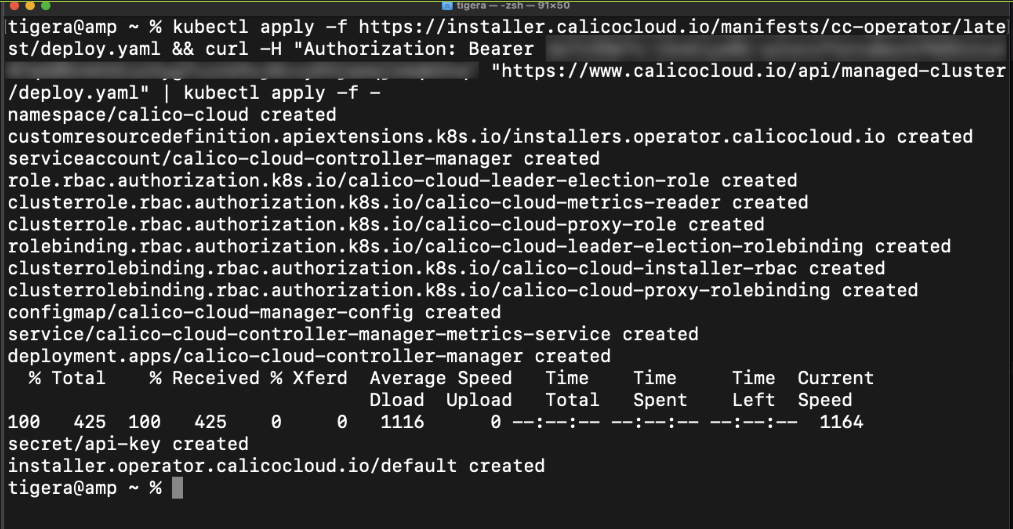 tigera — -zsh — 91×50
tigera@amp ~ % kubectl apply -f https://installer.calicocloud.io/manifests/cc-operator/late
st/deploy.yaml && curl -H "Authorization: Bearer
"https://www.calicocloud.io/api/managed-cluster
/deploy.yaml" | kubectl apply -f -
namespace/calico-cloud created
customresourcedefinition.apiextensions.k8s.io/installers.operator.calicocloud.io created
serviceaccount/calico-cloud-controller-manager created
role.rbac.authorization.k8s.io/calico-cloud-leader-election-role created
clusterrole.rbac.authorization.k8s.io/calico-cloud-metrics-reader created
clusterrole.rbac.authorization.k8s.io/calico-cloud-proxy-role created
rolebinding.rbac.authorization.k8s.io/calico-cloud-leader-election-rolebinding created
clusterrolebinding.rbac.authorization.k8s.io/calico-cloud-installer-rbac created
clusterrolebinding.rbac.authorization.k8s.io/calico-cloud-proxy-rolebinding created
configmap/calico-cloud-manager-config created
service/calico-cloud-controller-manager-metrics-service created
deployment.apps/calico-cloud-controller-manager created
  % Total    % Received % Xferd  Average Speed   Time    Time     Time  Current
                                 Dload  Upload   Total   Spent    Left  Speed
100   425  100   425    0     0   1116      0 --:--:-- --:--:-- --:--:--  1164
secret/api-key created
installer.operator.calicocloud.io/default created
tigera@amp ~ %